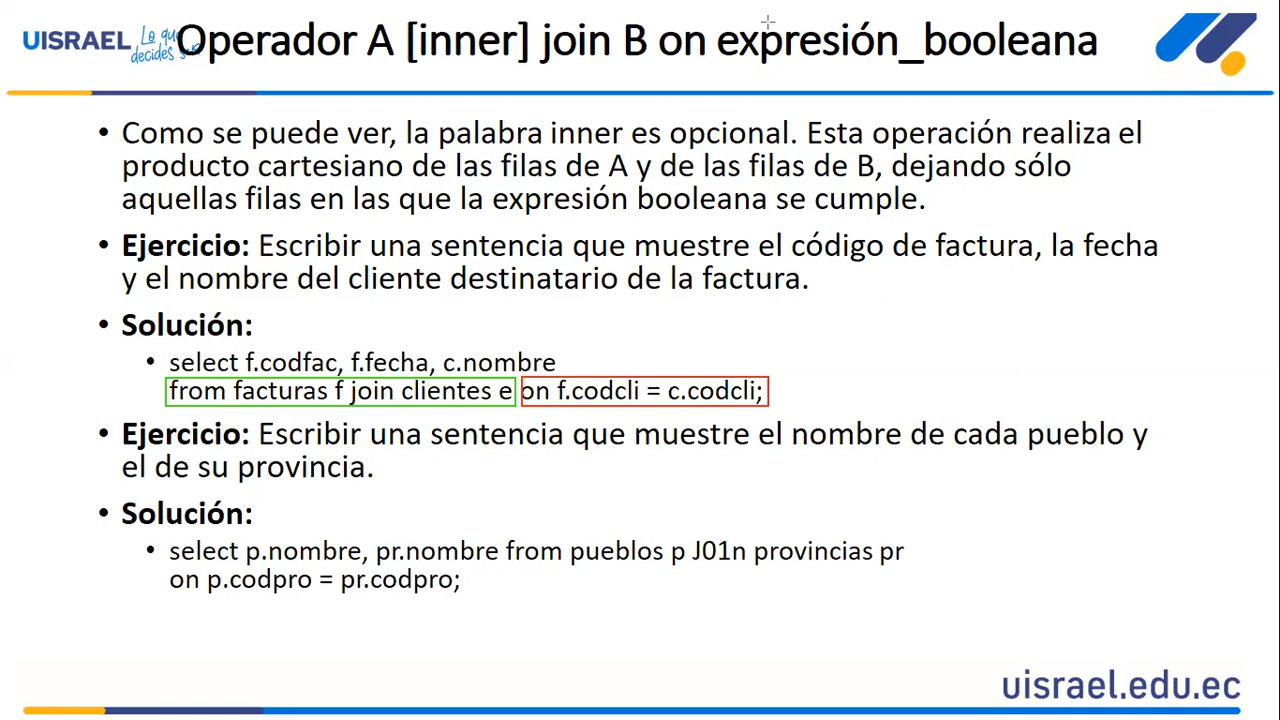 UISRAEL Lo que decides s
Operador A [inner] join B on expresión_booleana
• Como se puede ver, la palabra inner es opcional. Esta operación realiza el
producto cartesiano de las filas de A y de las filas de B, dejando sólo
aquellas filas en las que la expresión booleana se cumple.
• Ejercicio: Escribir una sentencia que muestre el código de factura, la fecha
y el nombre del cliente destinatario de la factura.
• Solución:
• select f.codfac, f.fecha, c.nombre
from facturas f join clientes e on f.codcli = c.codcli;
• Ejercicio: Escribir una sentencia que muestre el nombre de cada pueblo y
el de su provincia.
• Solución:
• select p.nombre, pr.nombre from pueblos p J01n provincias pr
on p.codpro = pr.codpro;
uisrael.edu.ec